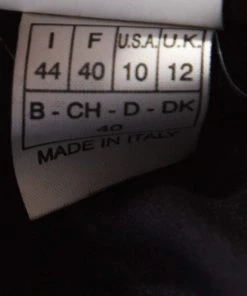 I F U.S.A. U.K.
44 40 10 12
B - CH - D - DK
40
MADE IN ITALY